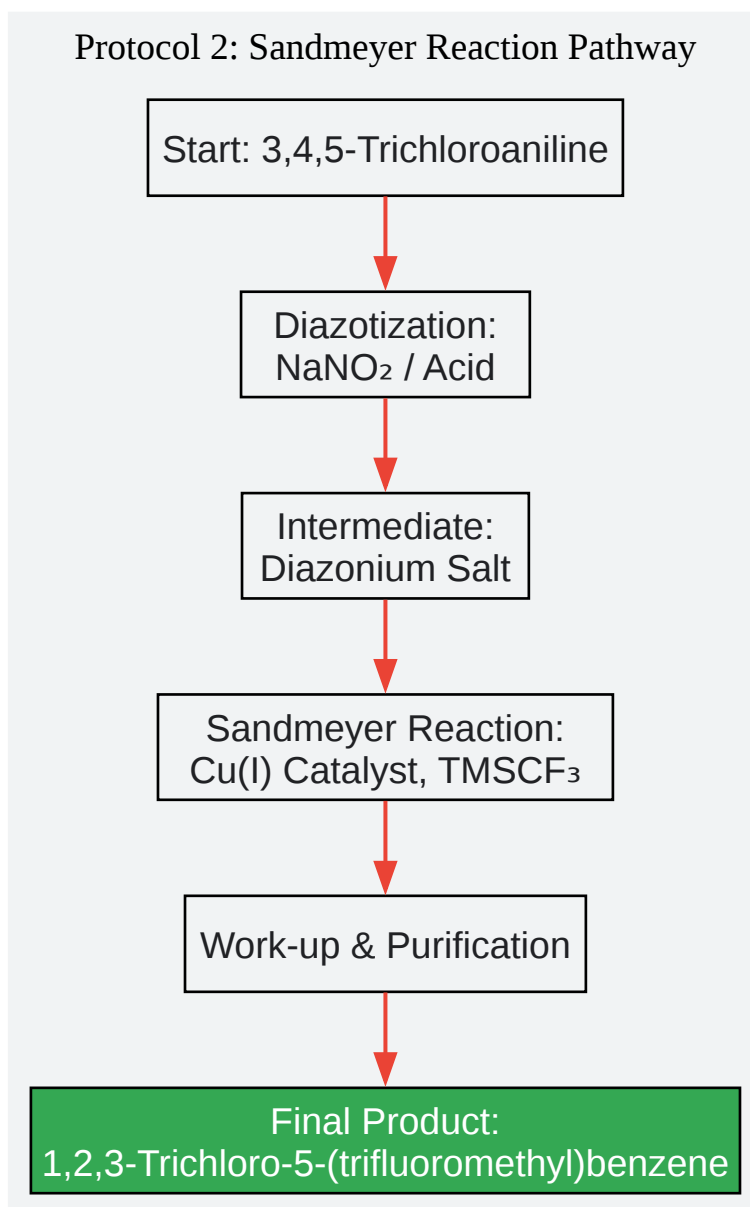 Protocol 2: Sandmeyer Reaction Pathway
Start: 3,4,5-Trichloroaniline
Diazotization:
NaNO₂ / Acid
Intermediate:
Diazonium Salt
Sandmeyer Reaction:
Cu(I) Catalyst, TMSCF₃
Work-up & Purification
Final Product:
1,2,3-Trichloro-5-(trifluoromethyl)benzene